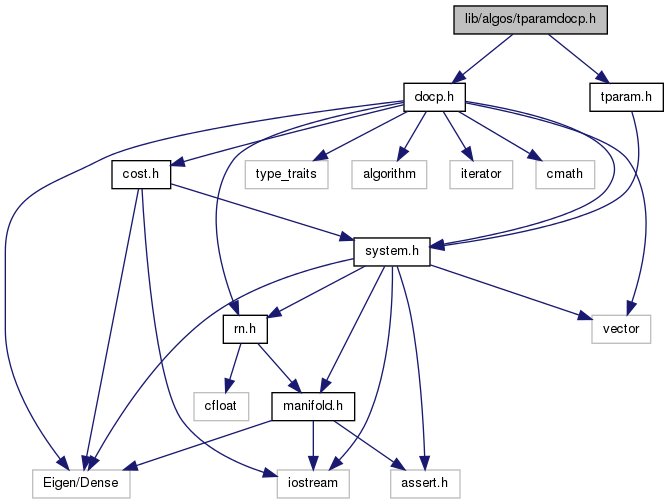 lib/algos/tparamdocp.h
docp.h
tparam.h
cost.h
type_traits
algorithm
iterator
cmath
system.h
rn.h
vector
cfloat
manifold.h
Eigen/Dense
iostream
assert.h